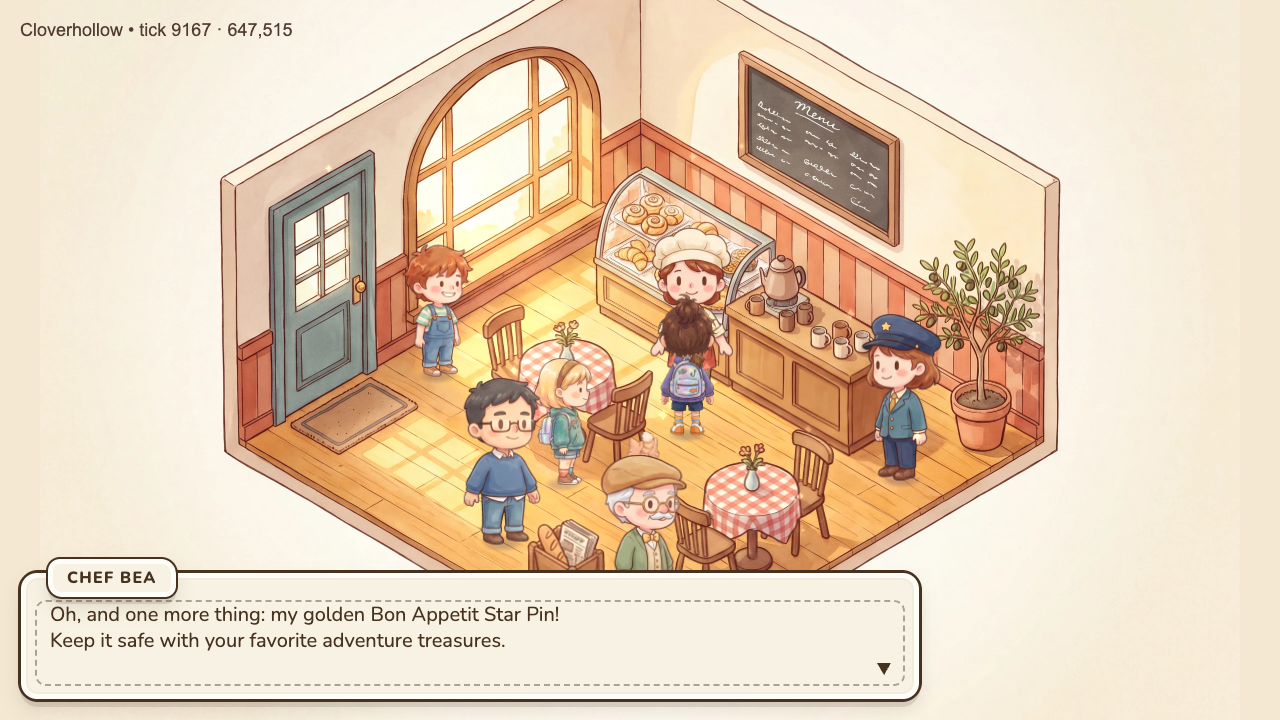 Cloverhollow • tick 9167 · 647,515
Menu
CHEF BEA
Oh, and one more thing: my golden Bon Appetit Star Pin!
Keep it safe with your favorite adventure treasures.